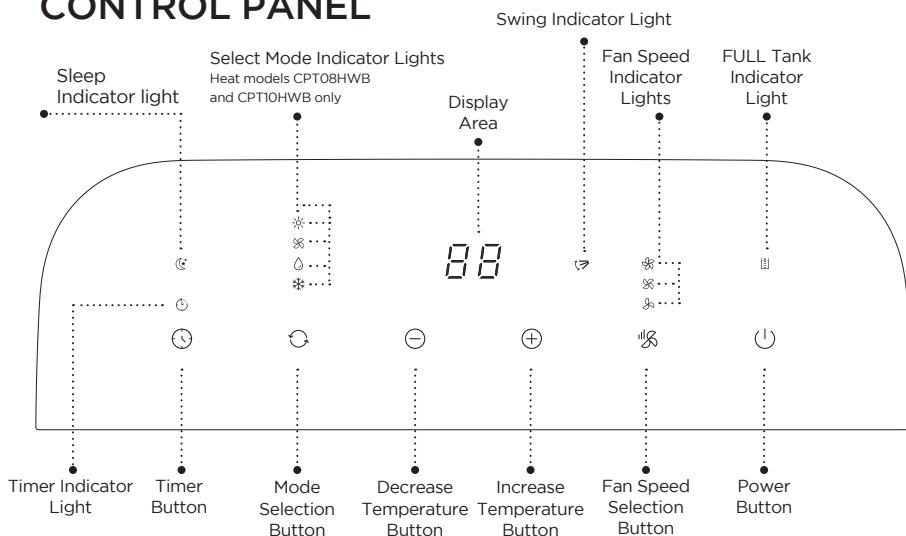 CONTROL PANEL
Swing Indicator Light
Select Mode Indicator Lights
Heat models CPT08HWB
and CPT10HWB only
Sleep
Indicator light
Display
Area
Fan Speed
Indicator
Lights
FULL Tank
Indicator
Light
88
Timer Indicator
Light
Timer
Button
Mode
Selection
Button
Decrease
Temperature
Button
Increase
Temperature
Button
Fan Speed
Selection
Button
Power
Button